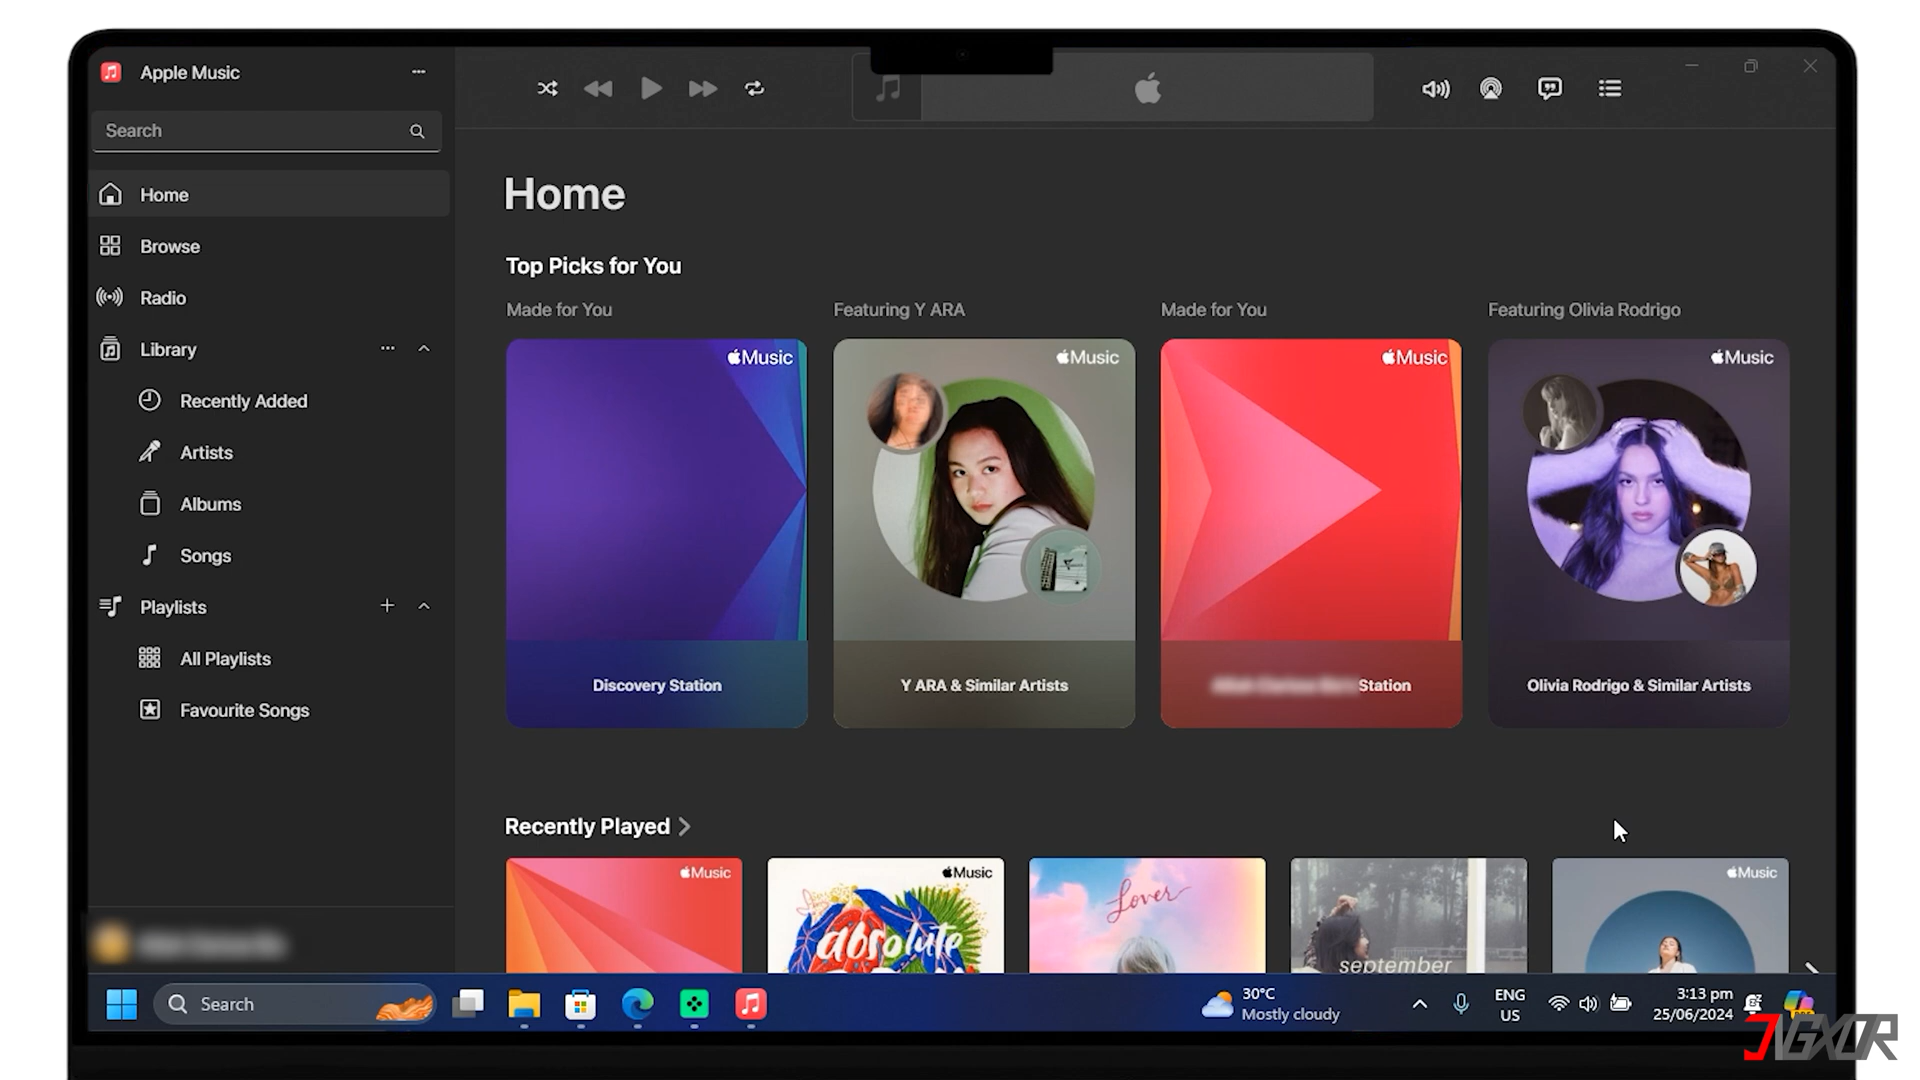 Apple Music
Search
Home
Browse
Radio
Library
Recently Added
Artists
Albums
Songs
Playlists
All Playlists
Favourite Songs
Home
Top Picks for You
Made for You
Featuring Y ARA
Made for You
Featuring Olivia Rodrigo
Music
Music
Music
Music
Discovery Station
Y ARA & Similar Artists
Station
Olivia Rodrigo & Similar Artists
Recently Played
Music
Music
Music
absolute
Lover
september
Search
30°C
Mostly cloudy
ENG
US
3:13 pm
25/06/2024
JIGXOR